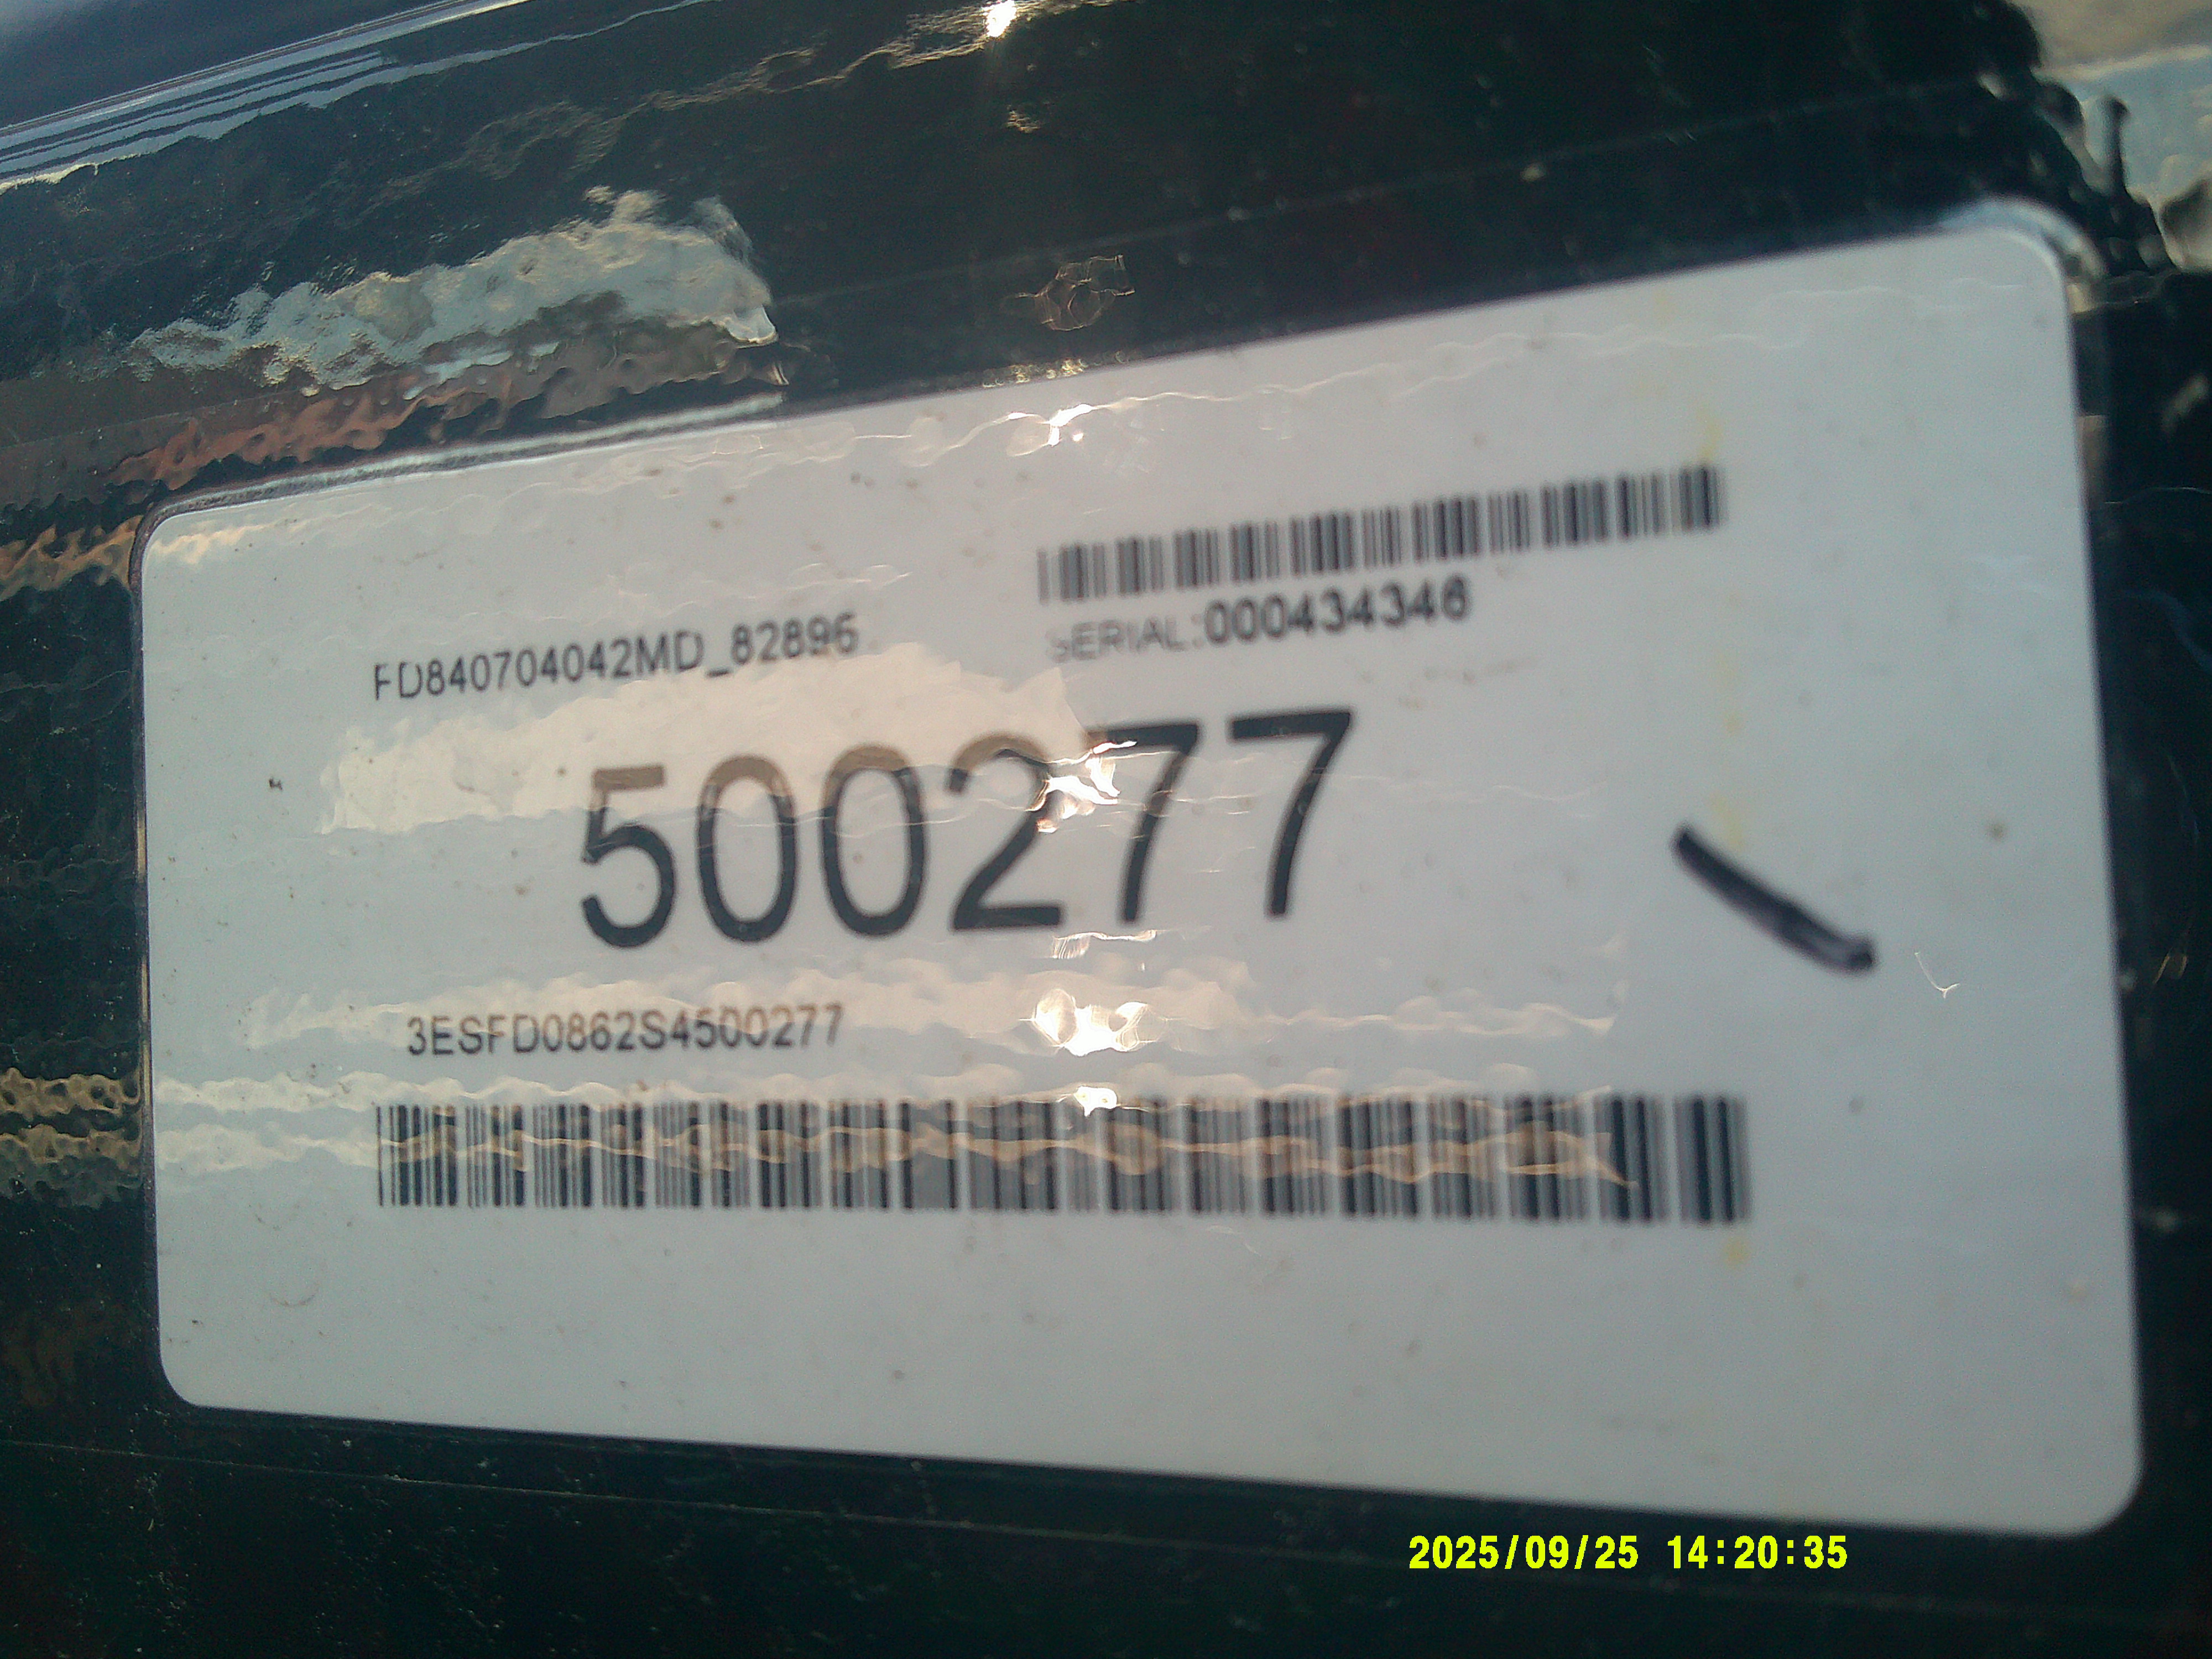 FD840704042MD_82896
SERIAL:000434346
500277
3ESFD0862S4500277
2025/09/25 14:20:35